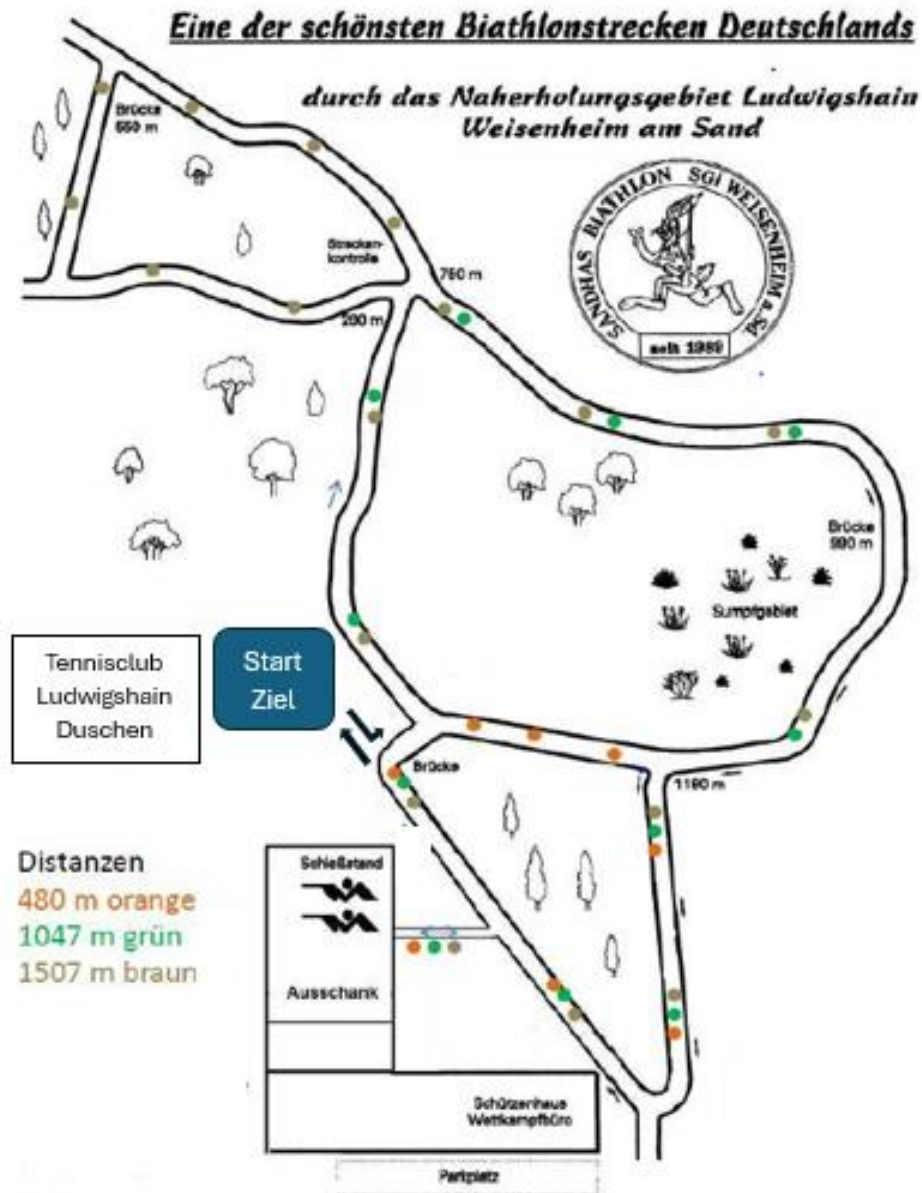 Eine der schönsten Biathlonstrecken Deutschlands
durch das Naherholungsgebiet Ludwigshain
Weisenheim am Sand
SANDHAS BIATHLON SGI WEISENHEIM a. Sd.
seit 1989
Brücke
650 m
Strecken-
kontrolle
750 m
200 m
Brücke
990 m
Sumpfgebiet
Tennisclub
Ludwigshain
Duschen
Start
Ziel
Brücke
1190 m
Distanzen
480 m orange
1047 m grün
1507 m braun
Schießstand
Ausschank
Schützenhaus
Wettkampfbüro
Parkplatz